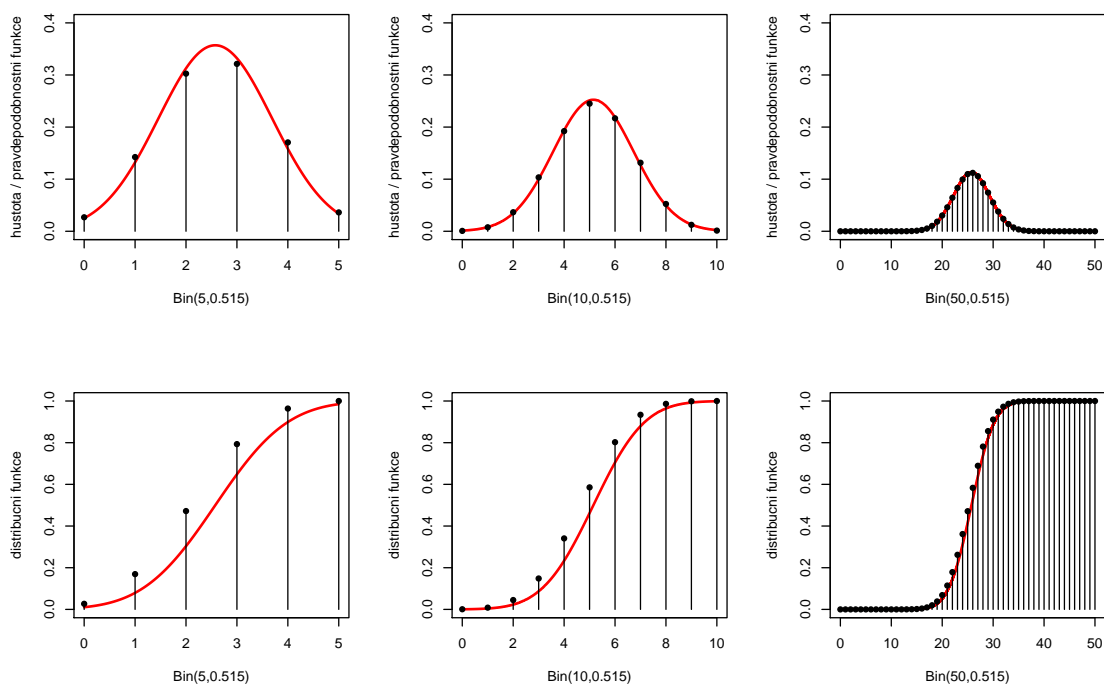 hustota / pravdepodobnostni funkce
0.0 0.1 0.2 0.3 0.4
0 1 2 3 4 5
Bin(5,0.515)
hustota / pravdepodobnostni funkce
0.0 0.1 0.2 0.3 0.4
0 2 4 6 8 10
Bin(10,0.515)
hustota / pravdepodobnostni funkce
0.0 0.1 0.2 0.3 0.4
0 10 20 30 40 50
Bin(50,0.515)
distribucní funkce
0.0 0.2 0.4 0.6 0.8 1.0
0 1 2 3 4 5
Bin(5,0.515)
distribucní funkce
0.0 0.2 0.4 0.6 0.8 1.0
0 2 4 6 8 10
Bin(10,0.515)
distribucní funkce
0.0 0.2 0.4 0.6 0.8 1.0
0 10 20 30 40 50
Bin(50,0.515)